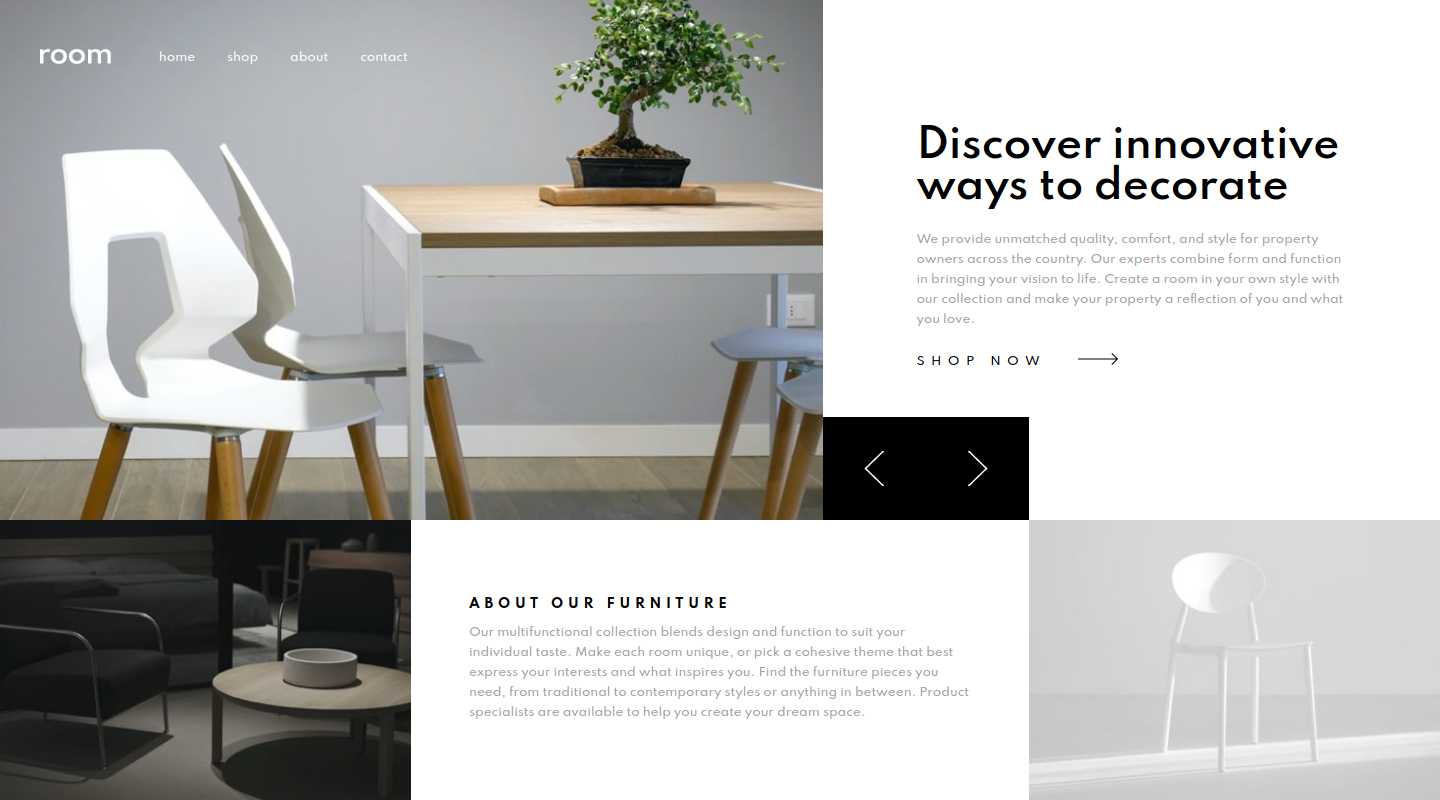 room
home
shop
about
contact
Discover innovative
ways to decorate
We provide unmatched quality, comfort, and style for property
owners across the country. Our experts combine form and function
in bringing your vision to life. Create a room in your own style with
our collection and make your property a reflection of you and what
you love.
SHOP NOW
ABOUT OUR FURNITURE
Our multifunctional collection blends design and function to suit your
individual taste. Make each room unique, or pick a cohesive theme that best
express your interests and what inspires you. Find the furniture pieces you
need, from traditional to contemporary styles or anything in between. Product
specialists are available to help you create your dream space.